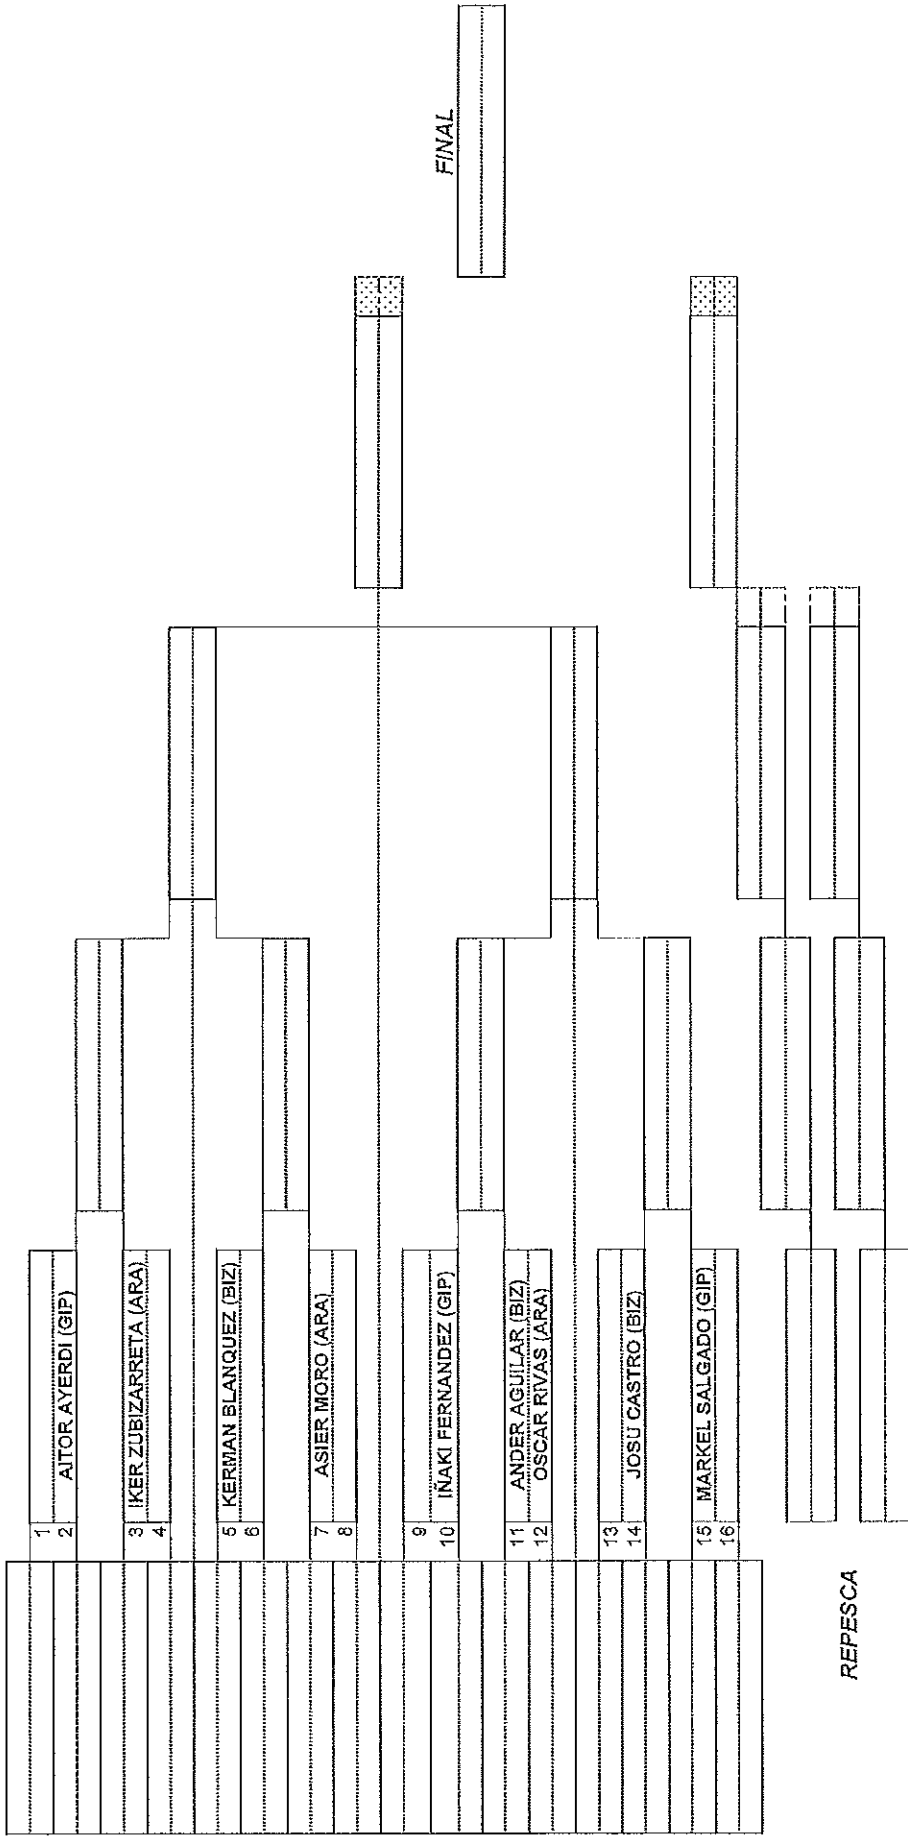 1
2 AITOR AYERDI (GIP)
3 IKER ZUBIZARRETA (ARA)
4
5 KERMAN BLANQUEZ (BIZ)
6
7 ASIER MORO (ARA)
8
9
10 IÑAKI FERNANDEZ (GIP)
11 ANDER AGUILAR (BIZ)
12 OSCAR RIVAS (ARA)
13
14 JOSU CASTRO (BIZ)
15 MARKEL SALGADO (GIP)
16
FINAL
REPESCA